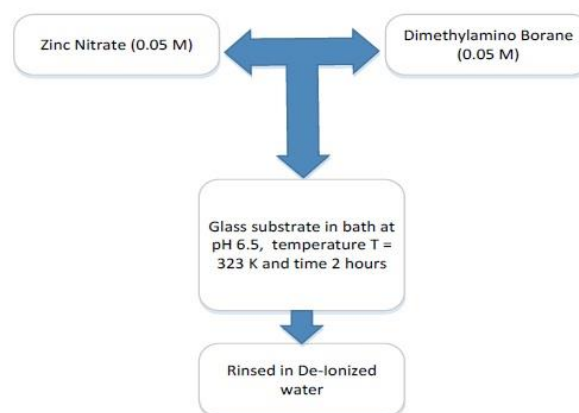 Zinc Nitrate (0.05 M)
Dimethylamino Borane
(0.05 M)
Glass substrate in bath at
pH 6.5, temperature T =
323 K and time 2 hours
Rinsed in De-Ionized
water